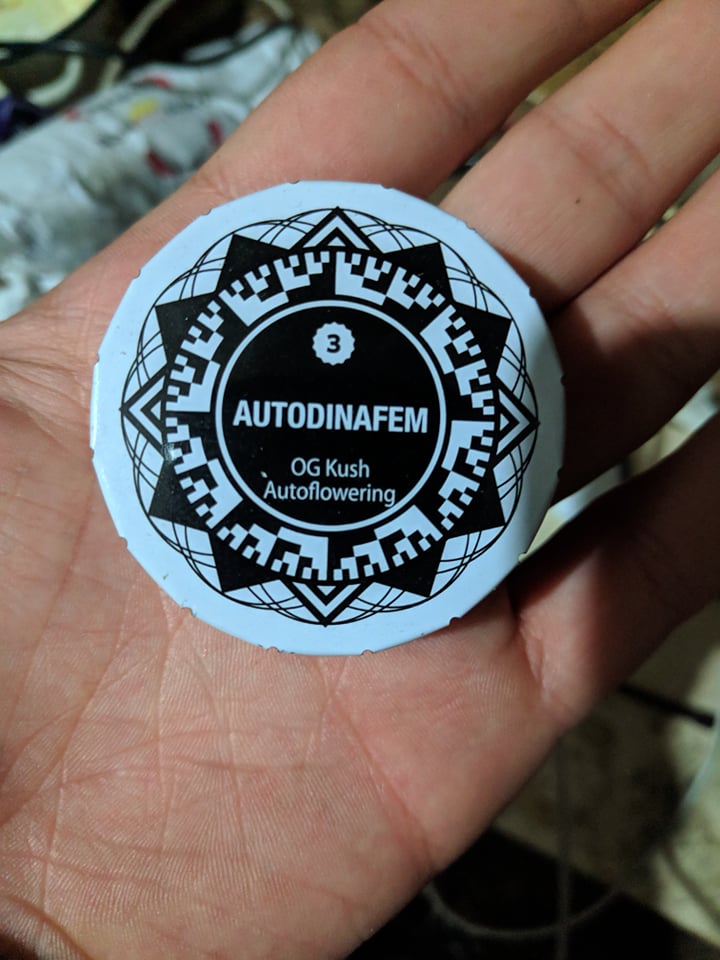 3
AUTODINAFEM
OG Kush
Autoflowering